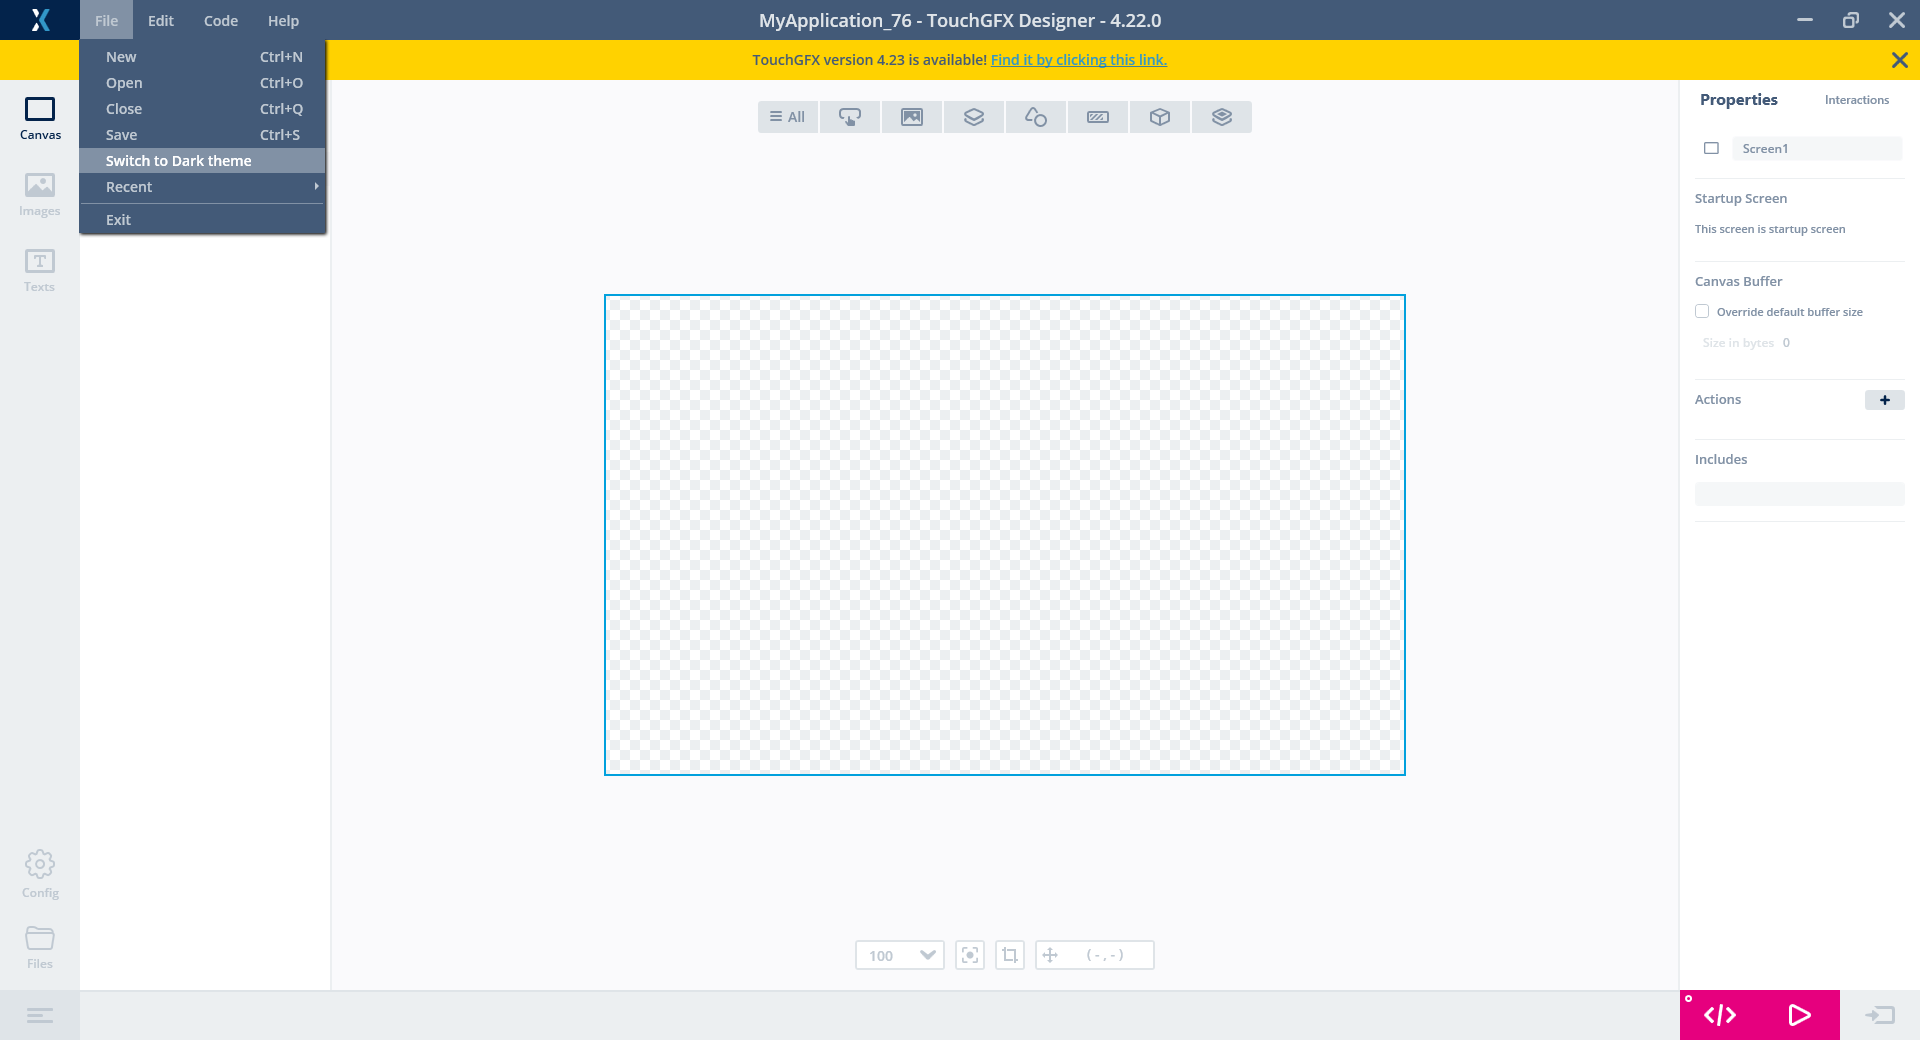 File Edit Code Help
MyApplication_76 - TouchGFX Designer - 4.22.0
TouchGFX version 4.23 is available! Find it by clicking this link.
New Ctrl+N
Open Ctrl+O
Close Ctrl+Q
Save Ctrl+S
Switch to Dark theme
Recent
Exit
Canvas
Images
Texts
Config
Files
All
100
(-,-)
Properties Interactions
Screen1
Startup Screen
This screen is startup screen
Canvas Buffer
Override default buffer size
Size in bytes 0
Actions
Includes